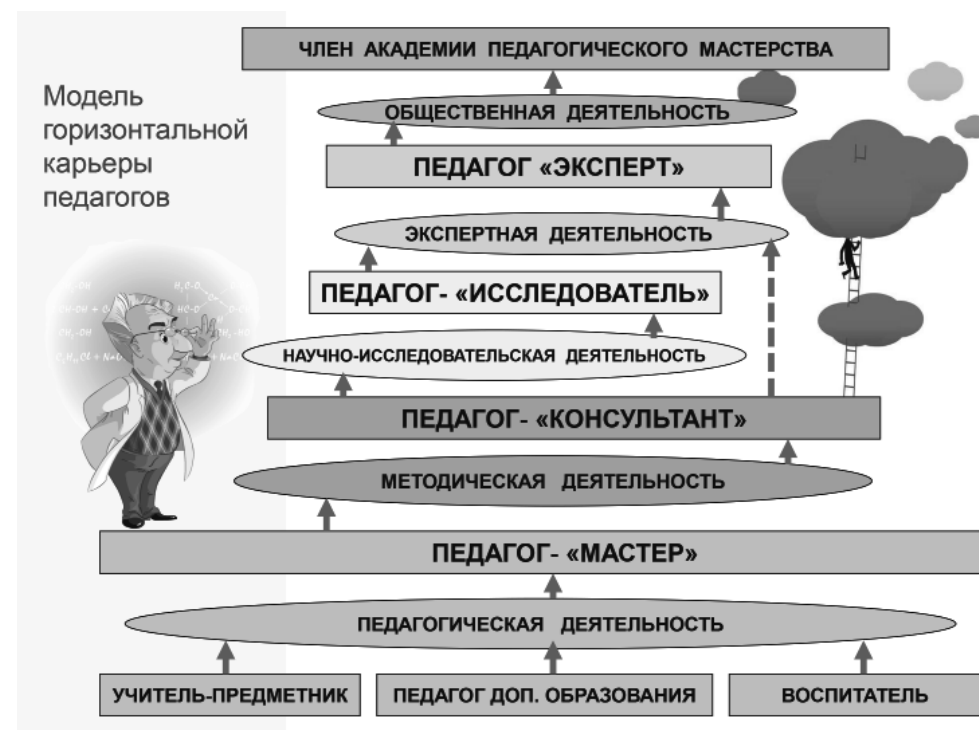 Модель
горизонтальной
карьеры
педагогов
ЧЛЕН АКАДЕМИИ ПЕДАГОГИЧЕСКОГО МАСТЕРСТВА
ОБЩЕСТВЕННАЯ ДЕЯТЕЛЬНОСТЬ
ПЕДАГОГ «ЭКСПЕРТ»
ЭКСПЕРТНАЯ ДЕЯТЕЛЬНОСТЬ
ПЕДАГОГ- «ИССЛЕДОВАТЕЛЬ»
НАУЧНО-ИССЛЕДОВАТЕЛЬСКАЯ ДЕЯТЕЛЬНОСТЬ
ПЕДАГОГ- «КОНСУЛЬТАНТ»
МЕТОДИЧЕСКАЯ ДЕЯТЕЛЬНОСТЬ
ПЕДАГОГ- «МАСТЕР»
ПЕДАГОГИЧЕСКАЯ ДЕЯТЕЛЬНОСТЬ
УЧИТЕЛЬ-ПРЕДМЕТНИК
ПЕДАГОГ ДОП. ОБРАЗОВАНИЯ
ВОСПИТАТЕЛЬ